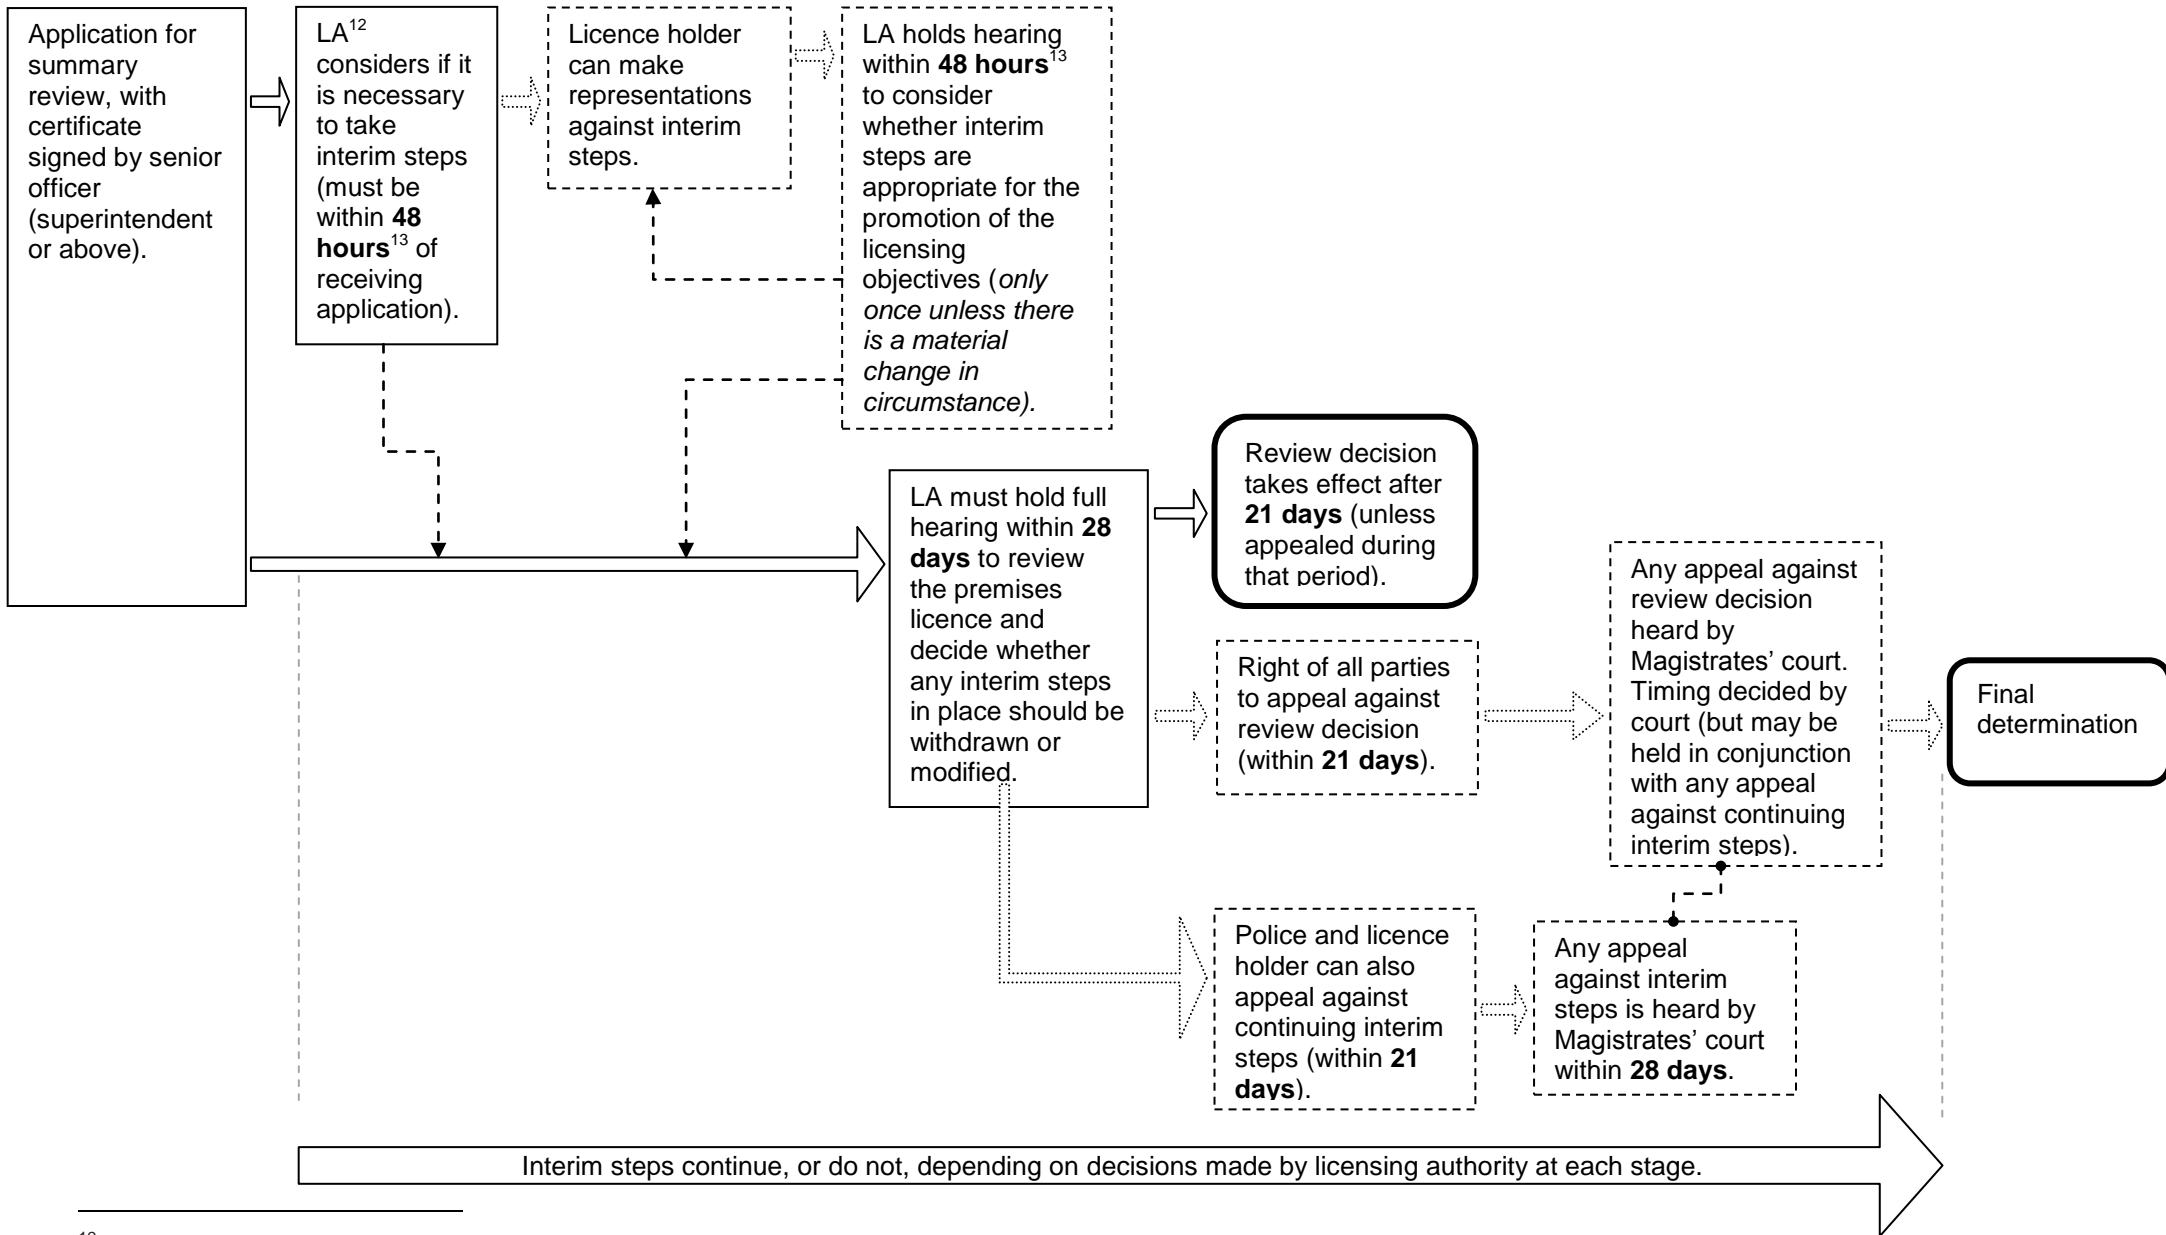 Application for
summary
review, with
certificate
signed by senior
officer
(superintendent
or above).
LA12
considers if it
is necessary
to take
interim steps
(must be
within 48
hours13 of
receiving
application).
Licence holder
can make
representations
against interim
steps.
LA holds hearing
within 48 hours13
to consider
whether interim
steps are
appropriate for the
promotion of the
licensing
objectives (only
once unless there
is a material
change in
circumstance).
LA must hold full
hearing within 28
days to review
the premises
licence and
decide whether
any interim steps
in place should be
withdrawn or
modified.
Review decision
takes effect after
21 days (unless
appealed during
that period).
Right of all parties
to appeal against
review decision
(within 21 days).
Any appeal against
review decision
heard by
Magistrates’ court.
Timing decided by
court (but may be
held in conjunction
with any appeal
against continuing
interim steps).
Final
determination
Police and licence
holder can also
appeal against
continuing interim
steps (within 21
days).
Any appeal
against interim
steps is heard by
Magistrates’ court
within 28 days.
Interim steps continue, or do not, depending on decisions made by licensing authority at each stage.